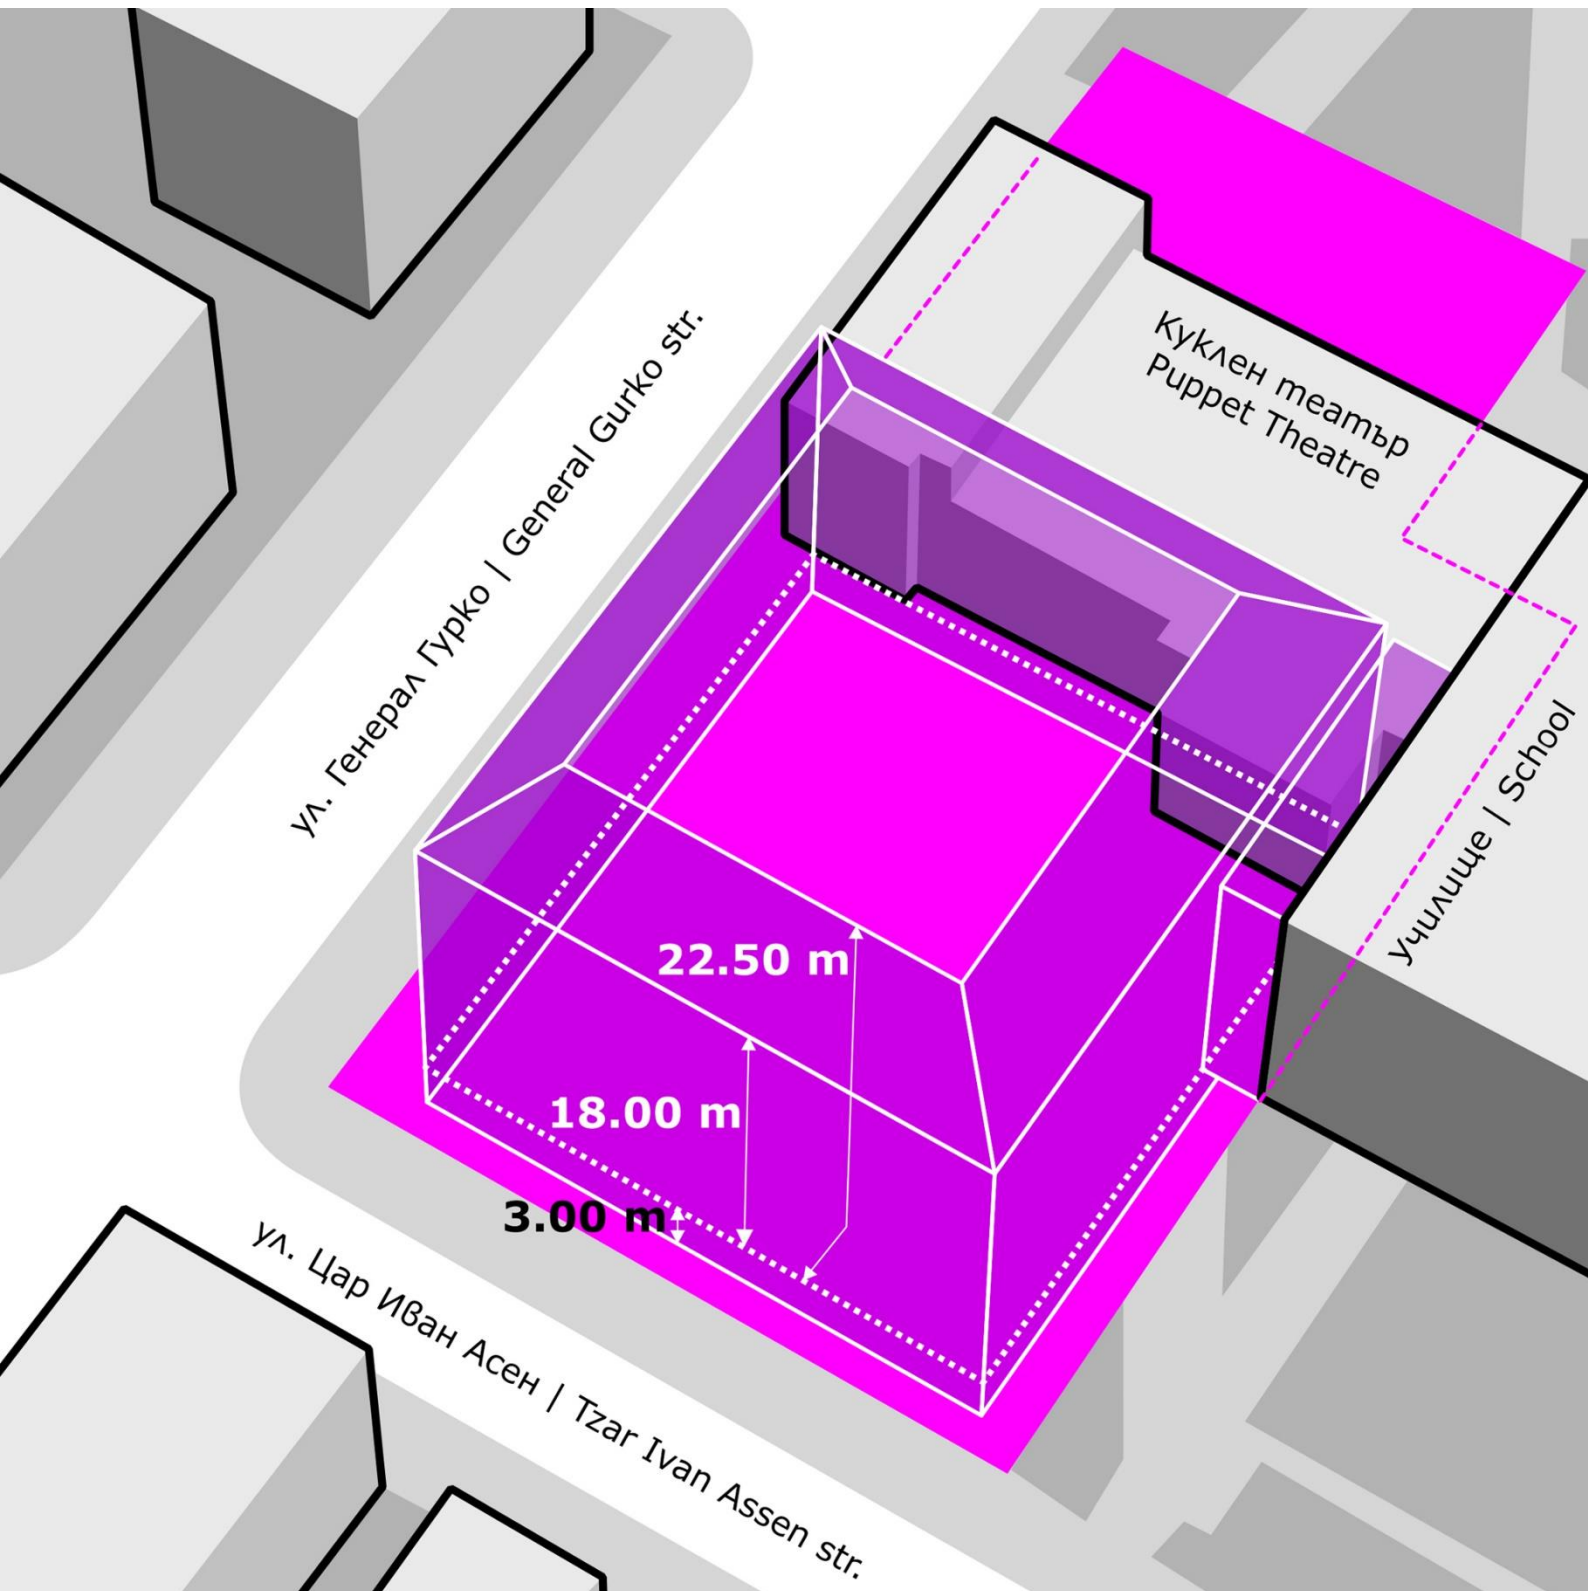 Куклен театър
Puppet Theatre
ул. Генерал Гурко | General Gurko str.
Училище | School
22.50 m
18.00 m
3.00 m
ул. Цар Иван Асен | Tzar Ivan Assen str.